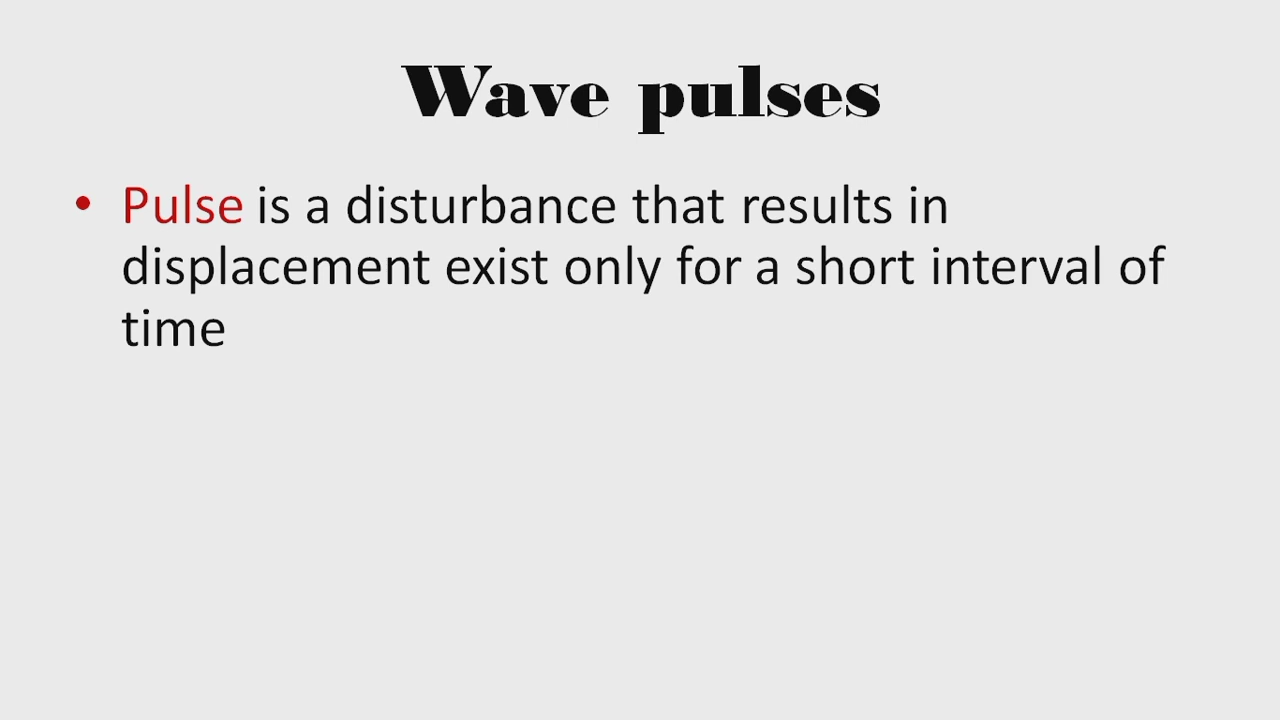 Wave pulses
• Pulse is a disturbance that results in
displacement exist only for a short interval of
time